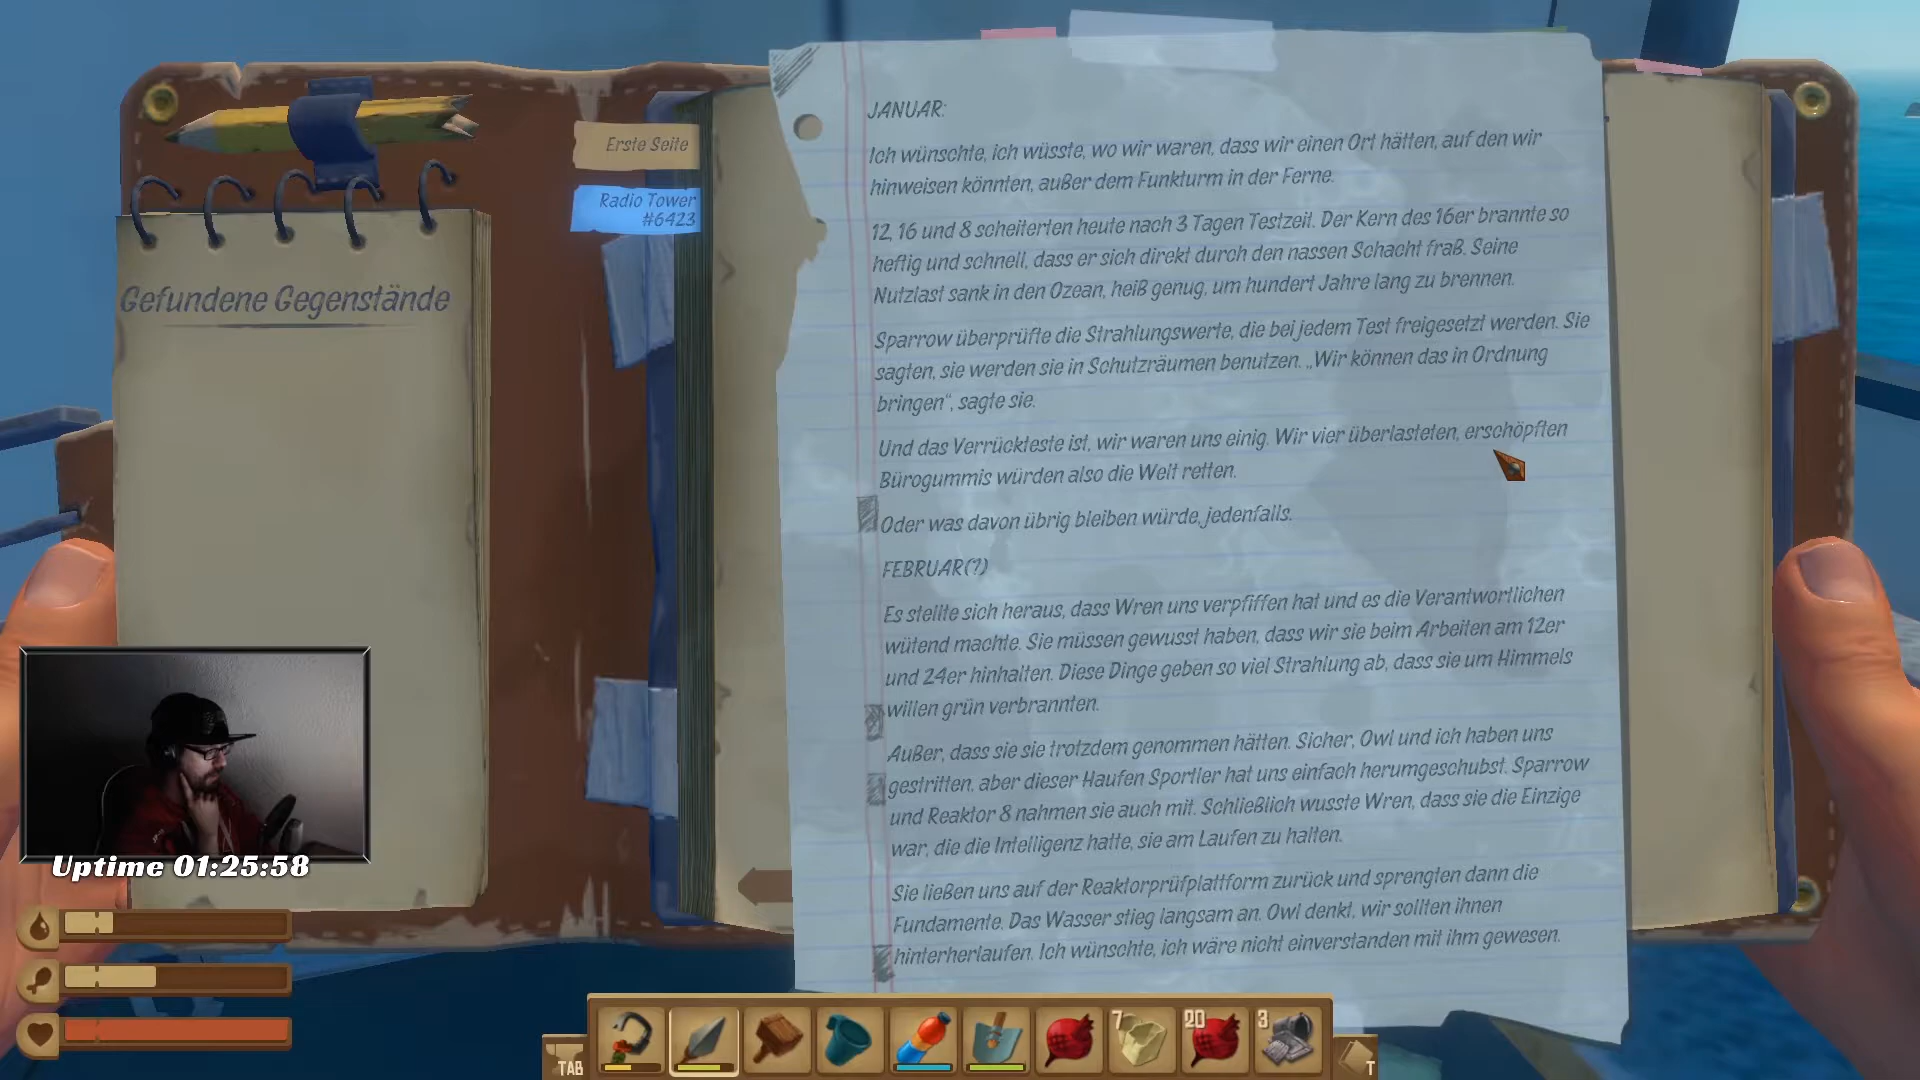 JANUAR:
Ich wünschte, ich wüsste, wo wir waren, dass wir einen Ort hätten, auf den wir
hinweisen könnten, außer dem Funkturm in der Ferne.
12, 16 und 8 scheiterten heute nach 3 Tagen Testzeit. Der Kern des 16er brannte so
heftig und schnell, dass er sich direkt durch den nassen Schacht fraß. Seine
Nutzlast sank in den Ozean, heiß genug, um hundert Jahre lang zu brennen.
Sparrow überprüfte die Strahlungswerte, die bei jedem Test freigesetzt werden. Sie
sagten, sie werden sie in Schutzräumen benutzen. „Wir können das in Ordnung
bringen“, sagte sie.
Und das Verrückteste ist, wir waren uns einig. Wir vier überlasteten, erschöpften
Bürogummis würden also die Welt retten.
Oder was davon übrig bleiben würde, jedenfalls.
FEBRUAR(?)
Es stellte sich heraus, dass Wren uns verpfiffen hat und es die Verantwortlichen
wütend machte. Sie müssen gewusst haben, dass wir sie beim Arbeiten am 12er
und 24er hinhalten. Diese Dinge geben so viel Strahlung ab, dass sie um Himmels
willen grün verbrannten.
Außer, dass sie sie trotzdem genommen hätten. Sicher, Owl und ich haben uns
gestritten, aber dieser Haufen Sportler hat uns einfach herumgeschubst. Sparrow
und Reaktor 8 nahmen sie auch mit. Schließlich wusste Wren, dass sie die Einzige
war, die die Intelligenz hatte, sie am Laufen zu halten.
Sie ließen uns auf der Reaktorprüfplattform zurück und sprengten dann die
Fundamente. Das Wasser stieg langsam an. Owl denkt, wir sollten ihnen
hinterherlaufen. Ich wünschte, ich wäre nicht einverstanden mit ihm gewesen.
Erste Seite
Radio Tower
#6423
Gefundene Gegenstände
Uptime 01:25:58
TAB
7
20
3
T